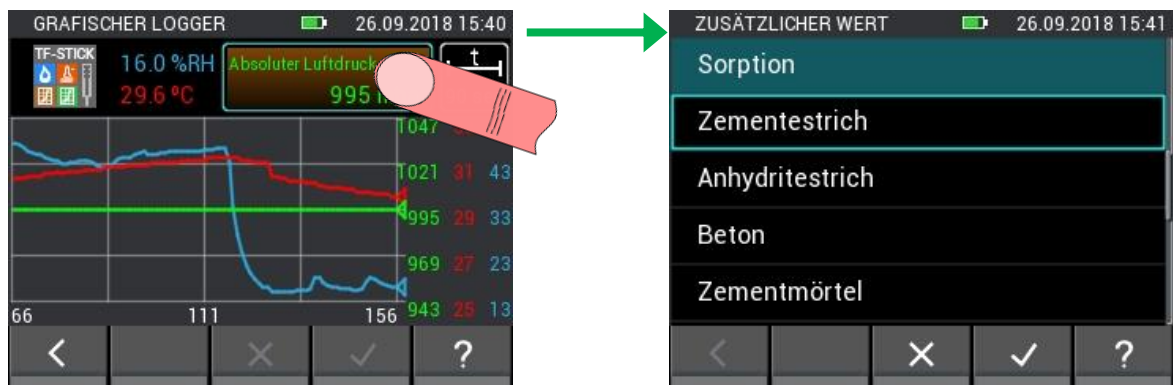 GRAFISCHER LOGGER 26.09.2018 15:40
TF-STICK
16.0 %RH
29.6 ºC
Absoluter Luftdruck
995
t
1047
1021 31 43
995 29 33
969 27 23
943 25 13
66 111 156
?
ZUSÄTZLICHER WERT 26.09.2018 15:41
Sorption
Zementestrich
Anhydritestrich
Beton
Zementmörtel
?